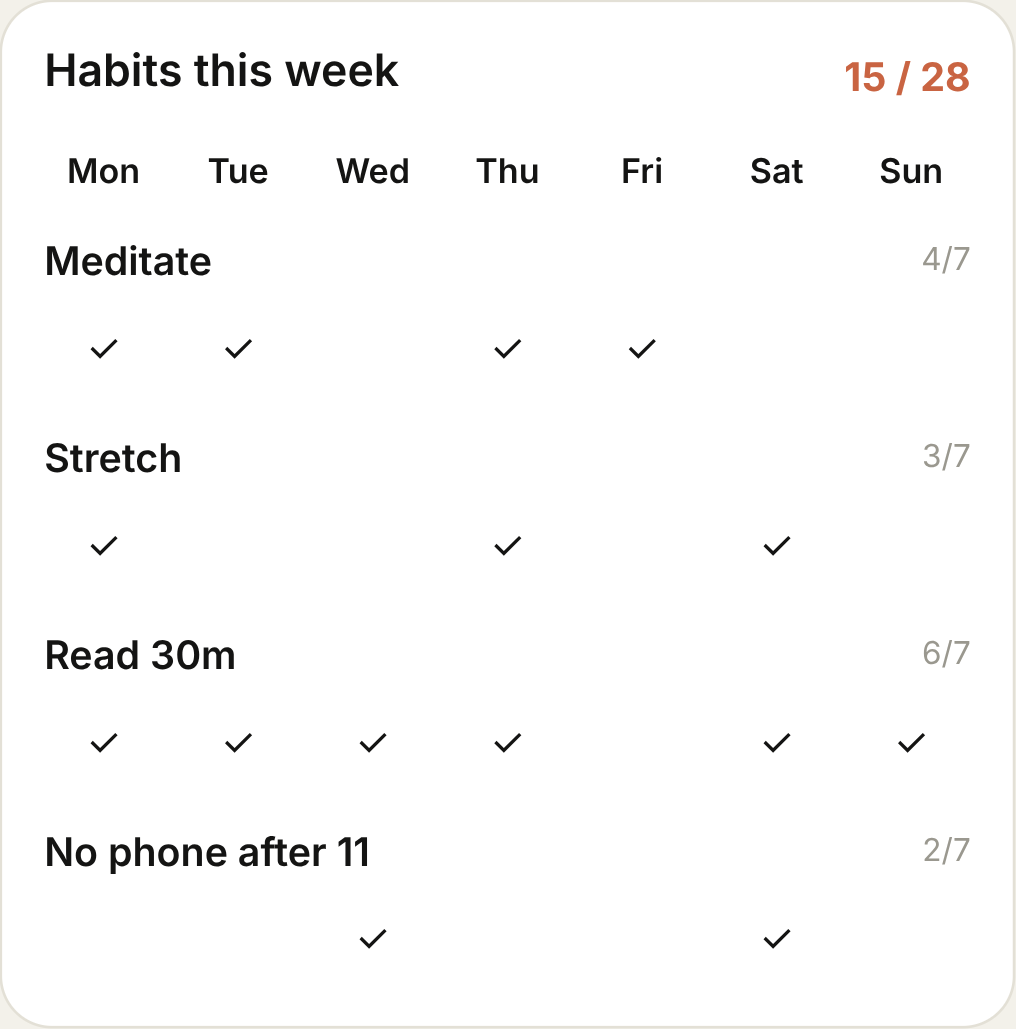 Habits this week 15 / 28
Mon Tue Wed Thu Fri Sat Sun
Meditate 4/7
✓ ✓ ✓ ✓
Stretch 3/7
✓ ✓ ✓
Read 30m 6/7
✓ ✓ ✓ ✓ ✓ ✓
No phone after 11 2/7
✓ ✓